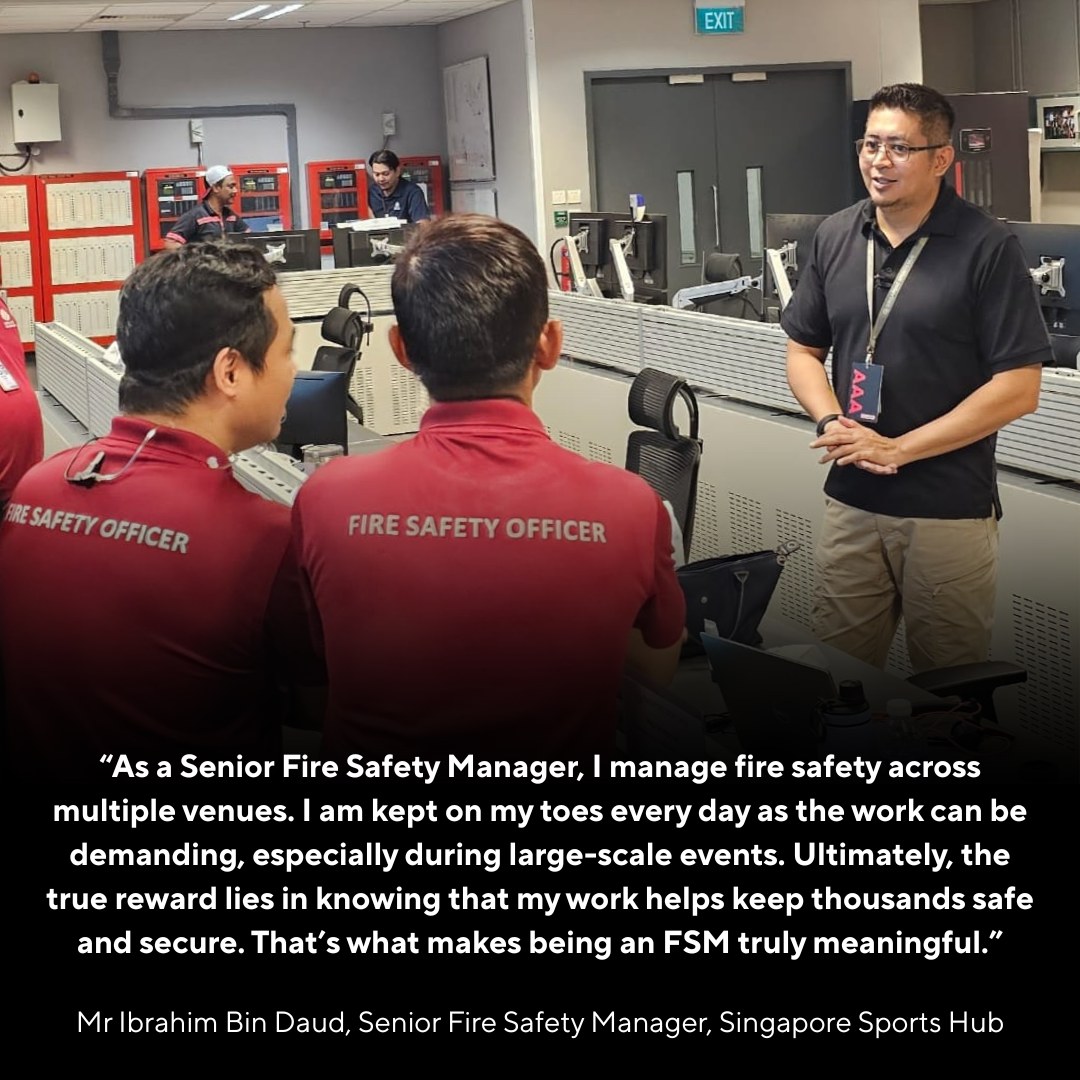 EXIT
AAA
FIRE SAFETY OFFICER
FIRE SAFETY OFFICER
“As a Senior Fire Safety Manager, I manage fire safety across
multiple venues. I am kept on my toes every day as the work can be
demanding, especially during large-scale events. Ultimately, the
true reward lies in knowing that my work helps keep thousands safe
and secure. That’s what makes being an FSM truly meaningful.”
Mr Ibrahim Bin Daud, Senior Fire Safety Manager, Singapore Sports Hub